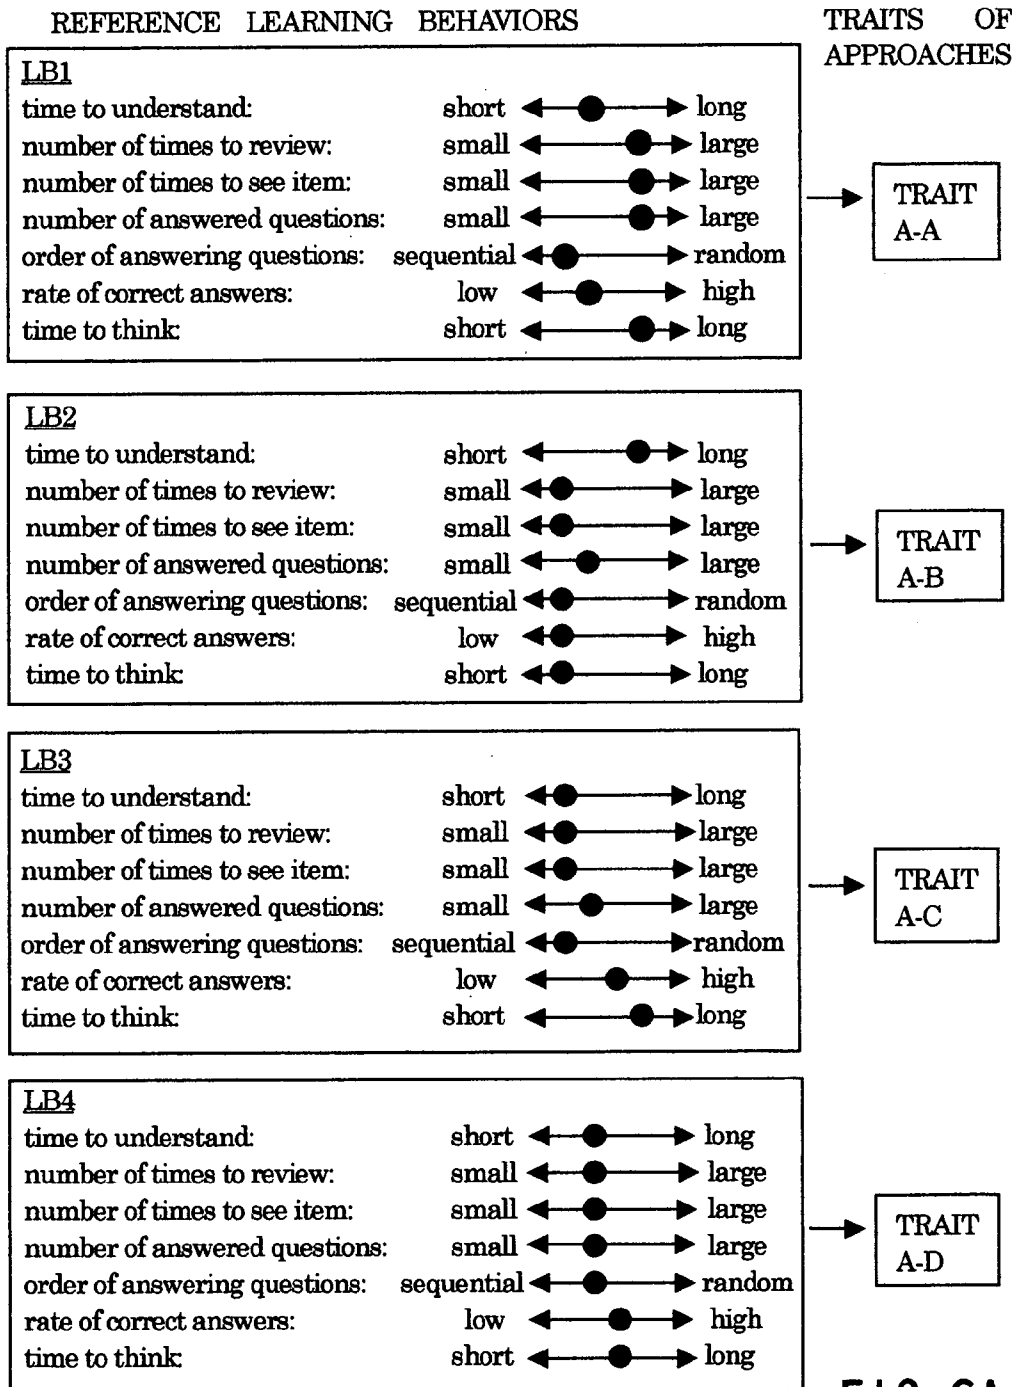 REFERENCE LEARNING BEHAVIORS
TRAITS OF
APPROACHES
LB1
time to understand: short long
number of times to review: small large
number of times to see item: small large
number of answered questions: small large
order of answering questions: sequential random
rate of correct answers: low high
time to think: short long
TRAIT
A-A
LB2
time to understand: short long
number of times to review: small large
number of times to see item: small large
number of answered questions: small large
order of answering questions: sequential random
rate of correct answers: low high
time to think: short long
TRAIT
A-B
LB3
time to understand: short long
number of times to review: small large
number of times to see item: small large
number of answered questions: small large
order of answering questions: sequential random
rate of correct answers: low high
time to think: short long
TRAIT
A-C
LB4
time to understand: short long
number of times to review: small large
number of times to see item: small large
number of answered questions: small large
order of answering questions: sequential random
rate of correct answers: low high
time to think: short long
TRAIT
A-D